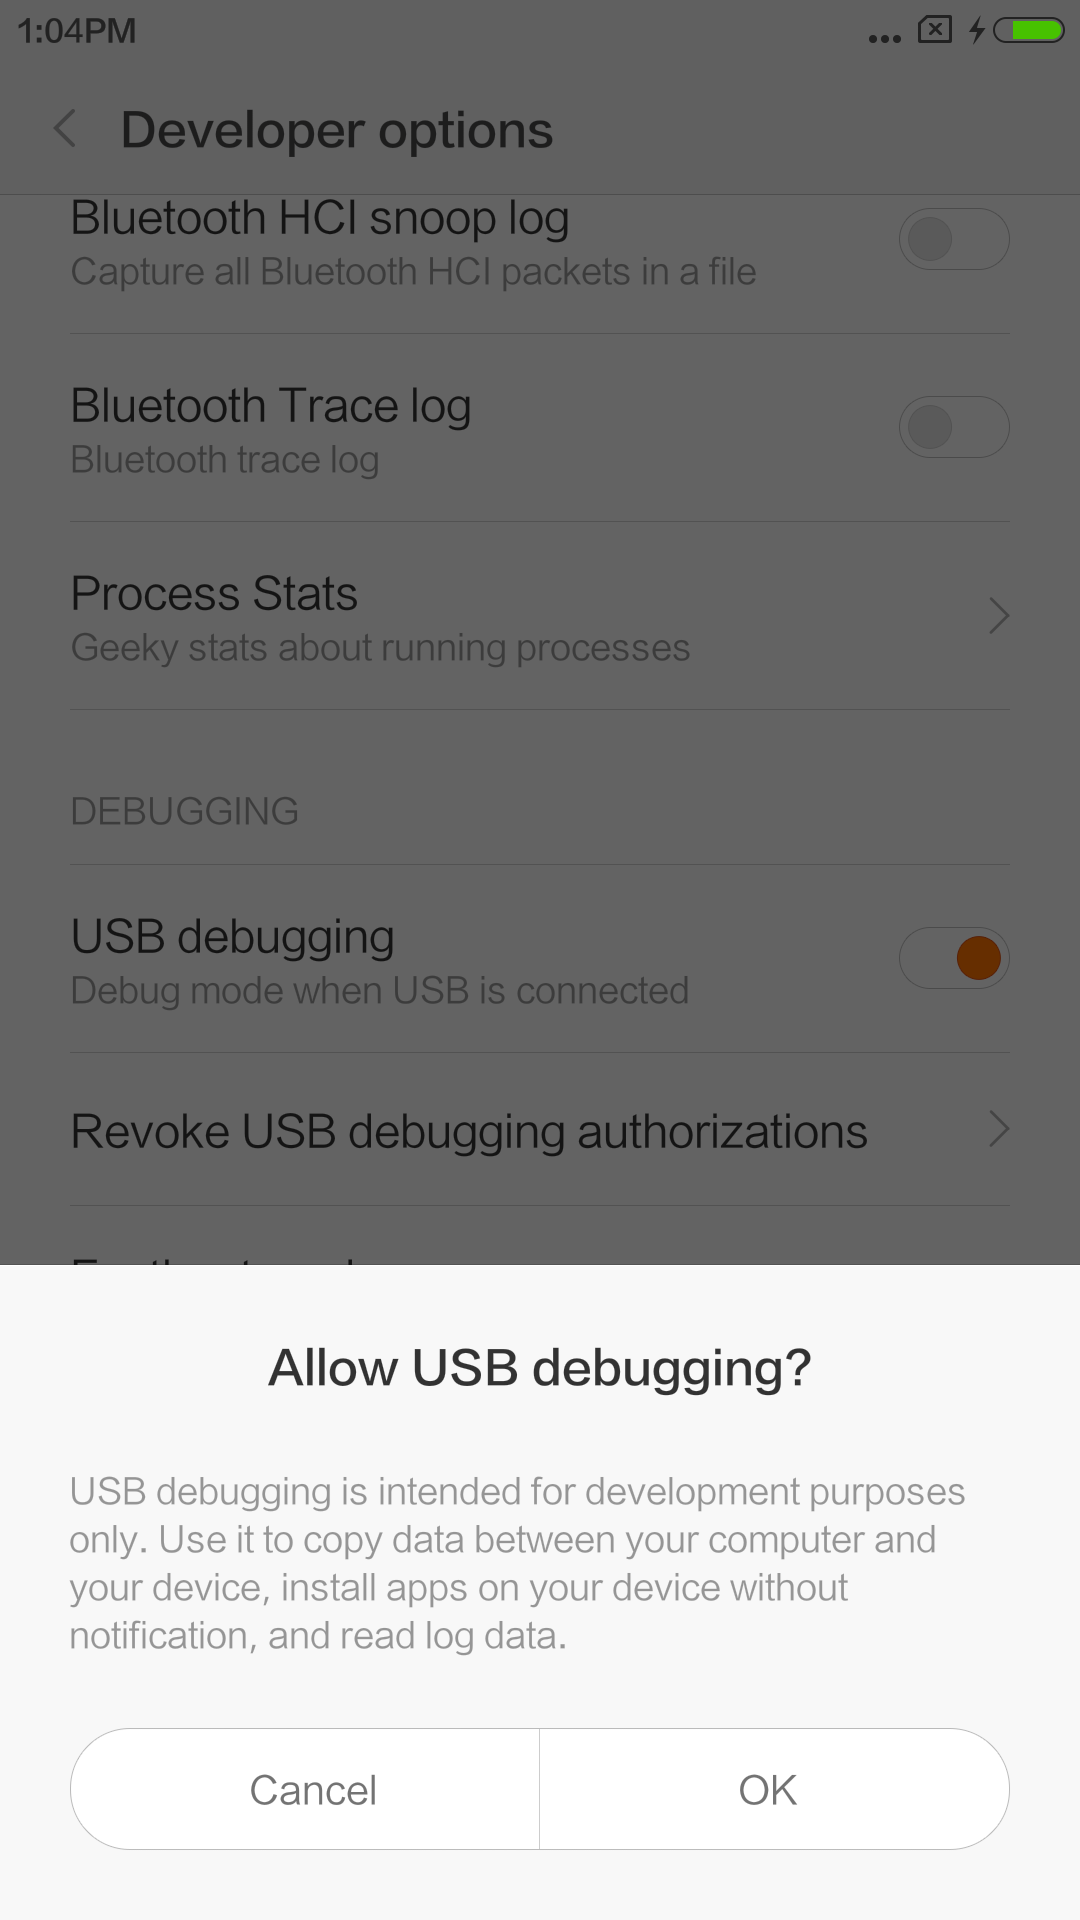 1:04PM
Developer options
Bluetooth HCI snoop log
Capture all Bluetooth HCI packets in a file
Bluetooth Trace log
Bluetooth trace log
Process Stats
Geeky stats about running processes
DEBUGGING
USB debugging
Debug mode when USB is connected
Revoke USB debugging authorizations
Allow USB debugging?
USB debugging is intended for development purposes
only. Use it to copy data between your computer and
your device, install apps on your device without
notification, and read log data.
Cancel
OK